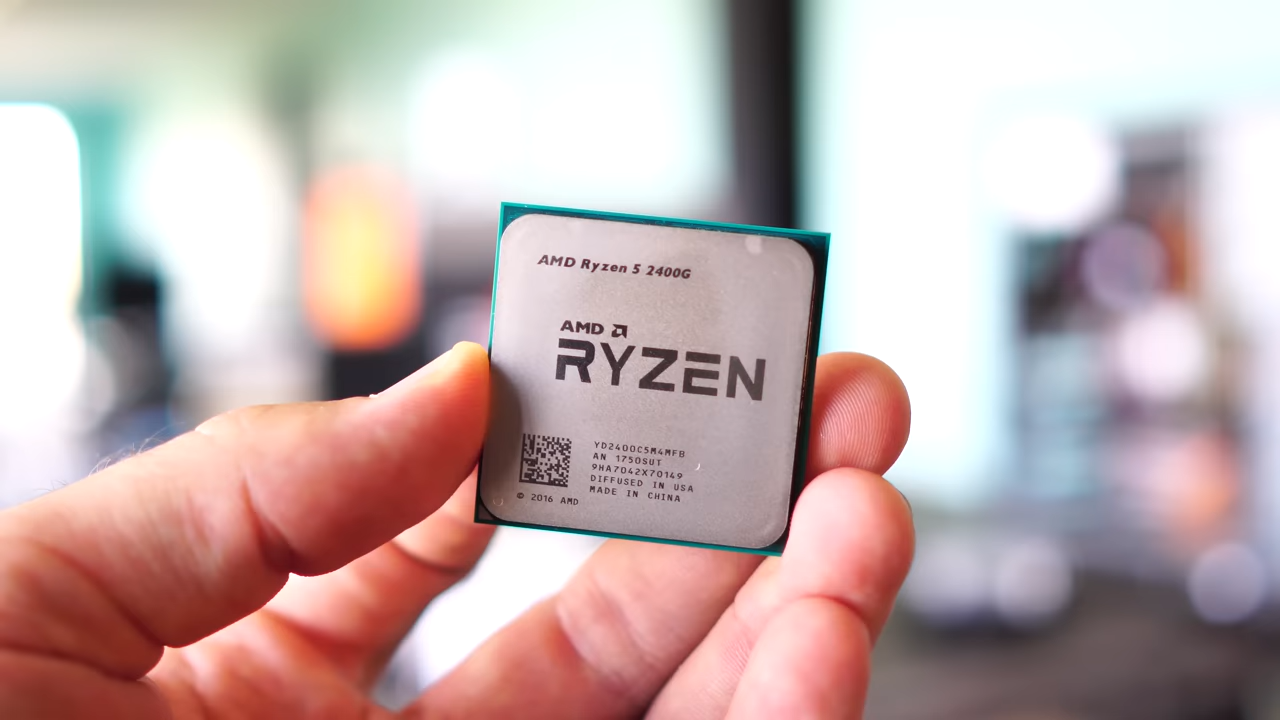 AMD Ryzen 5 2400G
AMD
RYZEN
YD2400C5M4MFB
AN 1750SUT
9HA7042X70149
DIFFUSED IN USA
MADE IN CHINA
© 2016 AMD